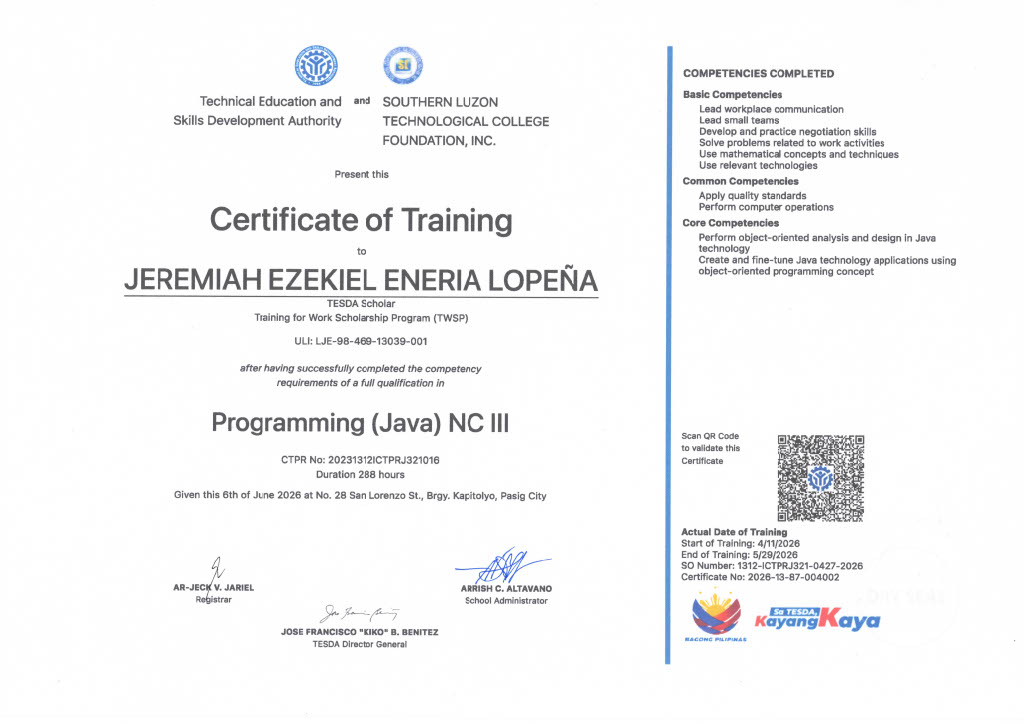 Technical Education and
Skills Development Authority
and
SOUTHERN LUZON
TECHNOLOGICAL COLLEGE
FOUNDATION, INC.
Present this
Certificate of Training
to
JEREMIAH EZEKIEL ENERIA LOPEÑA
TESDA Scholar
Training for Work Scholarship Program (TWSP)
ULI: LJE-98-469-13039-001
after having successfully completed the competency
requirements of a full qualification in
Programming (Java) NC III
CTPR No: 20231312ICTPRJ321016
Duration 288 hours
Given this 6th of June 2026 at No. 28 San Lorenzo St., Brgy. Kapitolyo, Pasig City
AR-JECK V. JARIEL
Registrar
ARRISH C. ALTAVANO
School Administrator
JOSE FRANCISCO "KIKO" B. BENITEZ
TESDA Director General
COMPETENCIES COMPLETED
Basic Competencies
Lead workplace communication
Lead small teams
Develop and practice negotiation skills
Solve problems related to work activities
Use mathematical concepts and techniques
Use relevant technologies
Common Competencies
Apply quality standards
Perform computer operations
Core Competencies
Perform object-oriented analysis and design in Java
technology
Create and fine-tune Java technology applications using
object-oriented programming concept
Scan QR Code
to validate this
Certificate
Actual Date of Training
Start of Training: 4/11/2026
End of Training: 5/29/2026
SO Number: 1312-ICTPRJ321-0427-2026
Certificate No: 2026-13-87-004002
BAGONG PILIPINAS
Sa TESDA,
Kayang Kaya